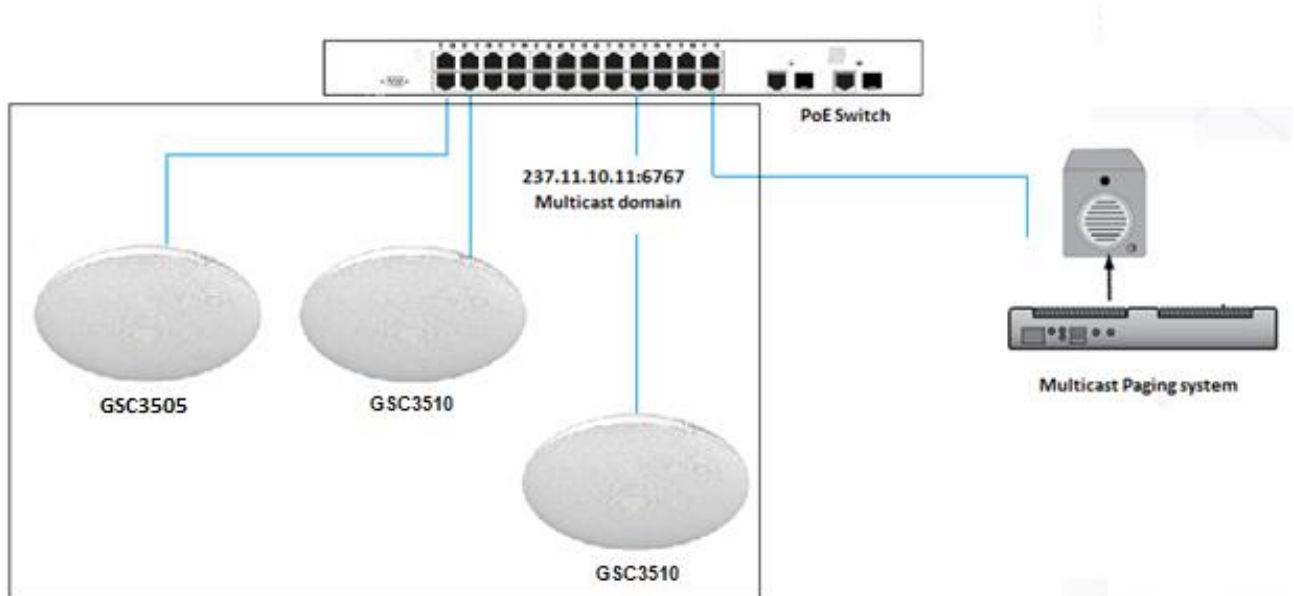 PoE Switch
237.11.10.11:6767
Multicast domain
GSC3505
GSC3510
Multicast Paging system
GSC3510